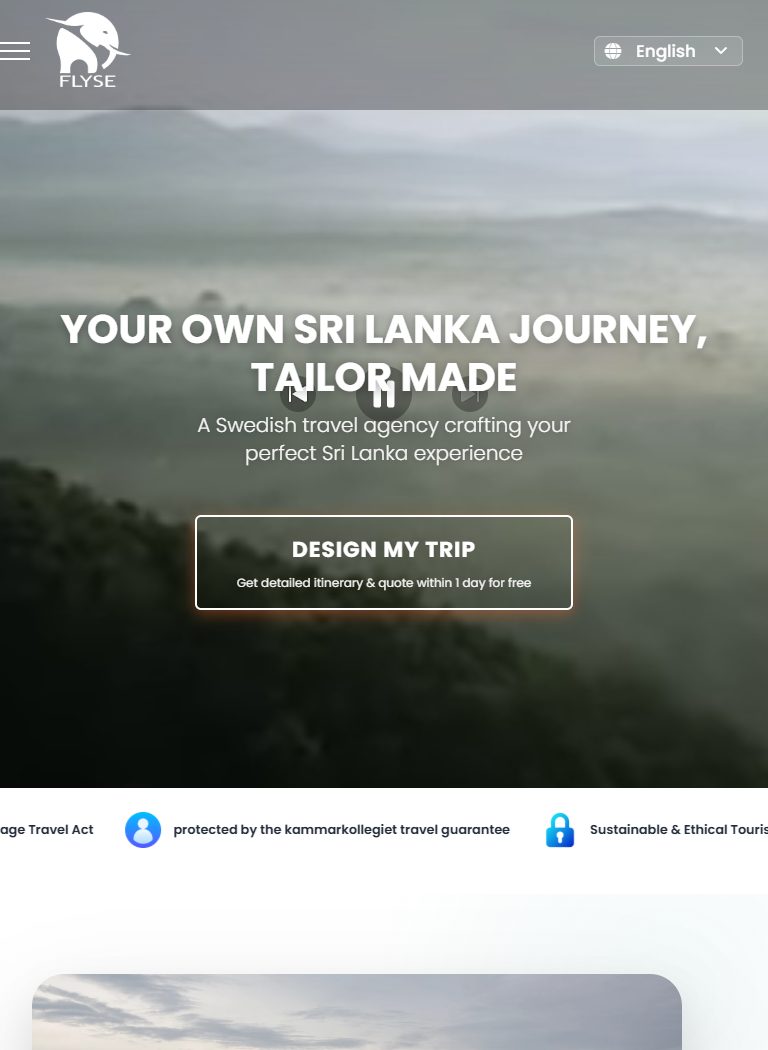 FLYSE
English
YOUR OWN SRI LANKA JOURNEY,
TAILOR MADE
A Swedish travel agency crafting your
perfect Sri Lanka experience
DESIGN MY TRIP
Get detailed itinerary & quote within 1 day for free
age Travel Act
protected by the kammarkollegiet travel guarantee
Sustainable & Ethical Touris